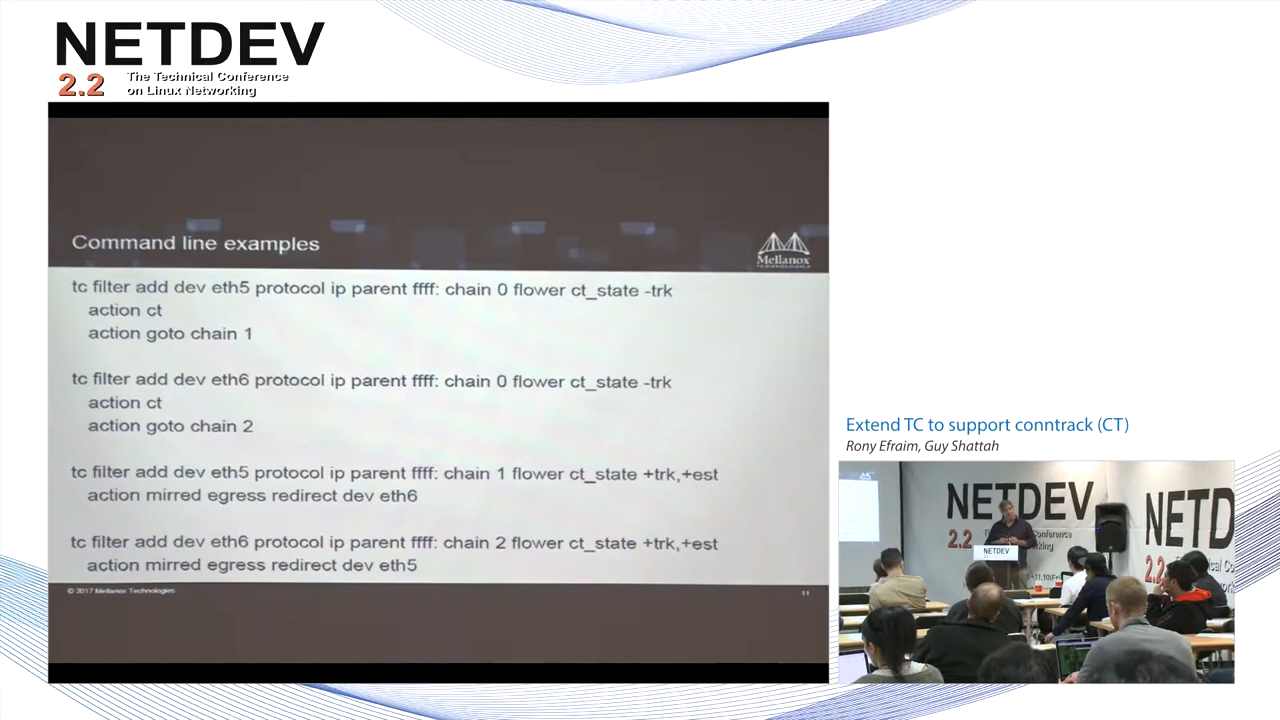 NETDEV
2.2
The Technical Conference
on Linux Networking
Command line examples
Mellanox
TECHNOLOGIES
tc filter add dev eth5 protocol ip parent ffff: chain 0 flower ct_state -trk
action ct
action goto chain 1
tc filter add dev eth6 protocol ip parent ffff: chain 0 flower ct_state -trk
action ct
action goto chain 2
tc filter add dev eth5 protocol ip parent ffff: chain 1 flower ct_state +trk,+est
action mirred egress redirect dev eth6
tc filter add dev eth6 protocol ip parent ffff: chain 2 flower ct_state +trk,+est
action mirred egress redirect dev eth5
© 2017 Mellanox Technologies
11
Extend TC to support conntrack (CT)
Rony Efraim, Guy Shattah
NETDEV
2.2
NETDEV
NETD
2.2